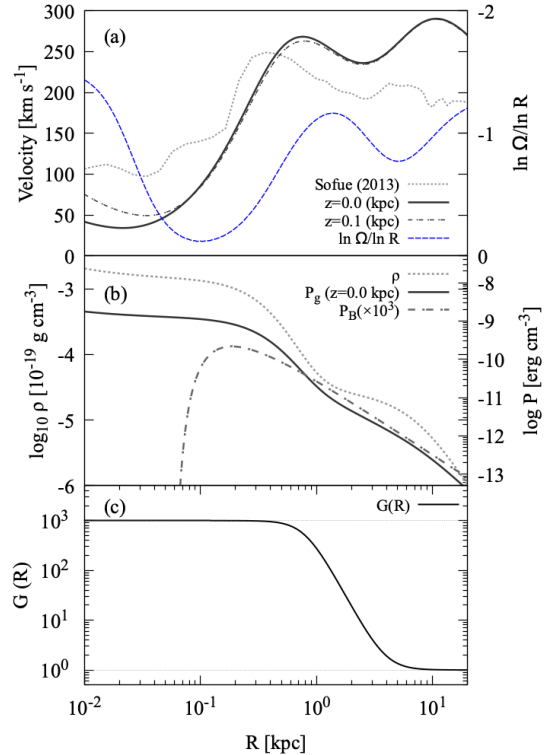 (a)
Velocity [km s⁻¹]
300
250
200
150
100
50
0
-2
-1
0
ln Ω/ln R
Sofue (2013)
z=0.0 (kpc)
z=0.1 (kpc)
ln Ω/ln R
(b)
log₁₀ ρ [10⁻¹⁹ g cm⁻³]
-3
-4
-5
-6
-8
-9
-10
-11
-12
-13
log P [erg cm⁻³]
ρ
P_g (z=0.0 kpc)
P_B(×10³)
(c)
G (R)
10³
10²
10¹
10⁰
G(R)
10⁻² 10⁻¹ 10⁰ 10¹
R [kpc]